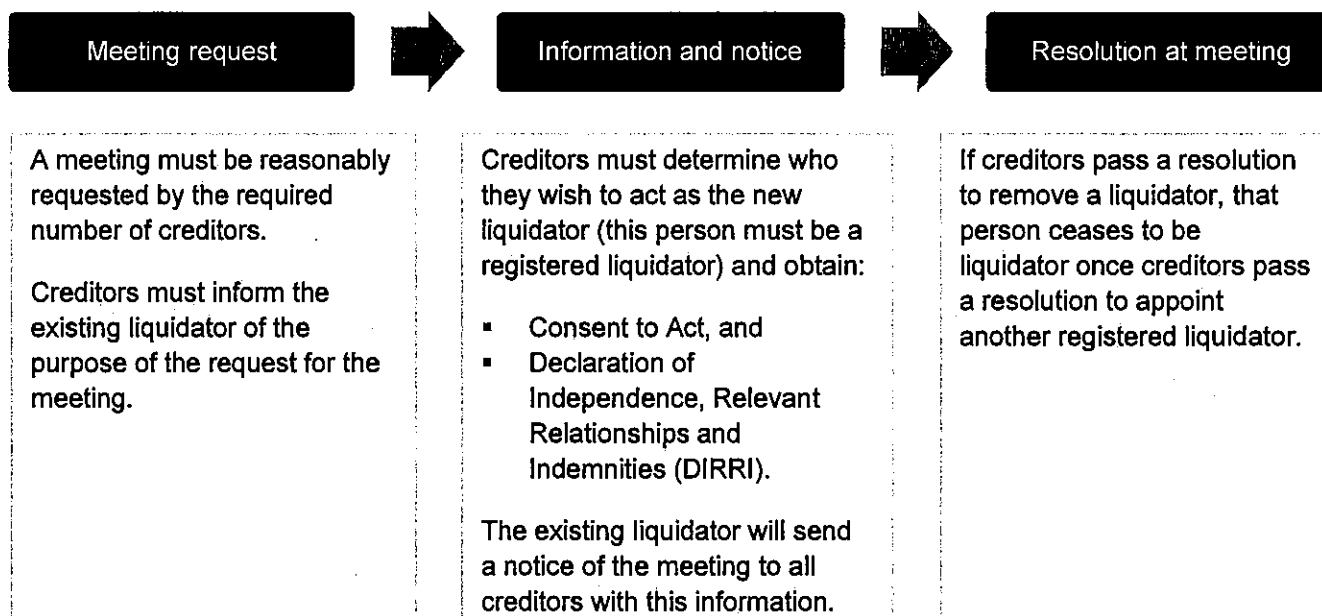 Meeting request
Information and notice
Resolution at meeting
A meeting must be reasonably
requested by the required
number of creditors.
Creditors must inform the
existing liquidator of the
purpose of the request for the
meeting.
Creditors must determine who
they wish to act as the new
liquidator (this person must be a
registered liquidator) and obtain:
▪ Consent to Act, and
▪ Declaration of
Independence, Relevant
Relationships and
Indemnities (DIRRI).
The existing liquidator will send
a notice of the meeting to all
creditors with this information.
If creditors pass a resolution
to remove a liquidator, that
person ceases to be
liquidator once creditors pass
a resolution to appoint
another registered liquidator.